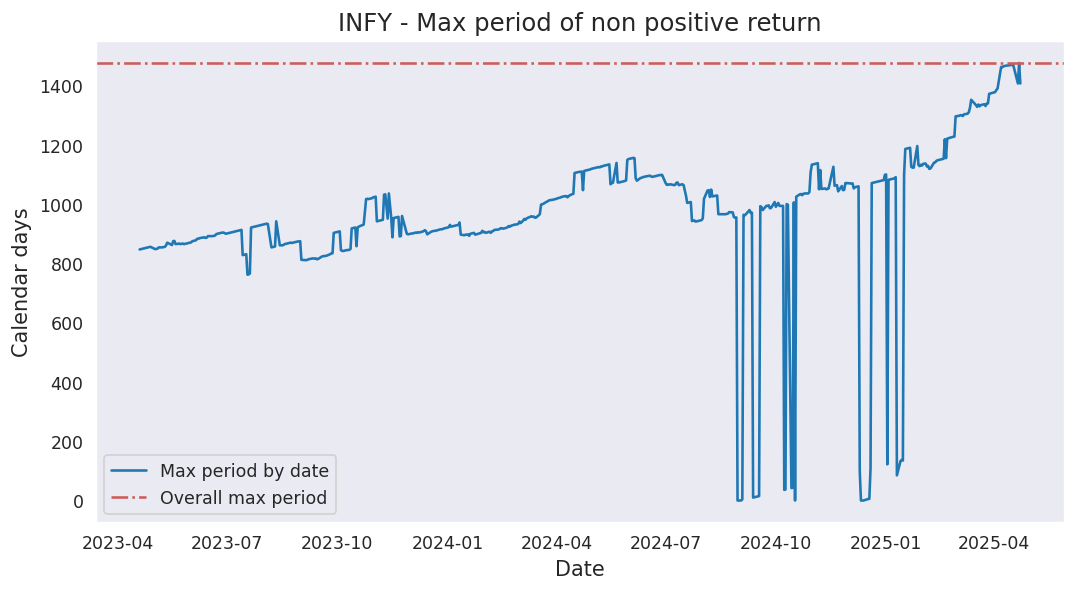 INFY - Max period of non positive return
Calendar days
1400
1200
1000
800
600
400
200
0
Max period by date
Overall max period
2023-04 2023-07 2023-10 2024-01 2024-04 2024-07 2024-10 2025-01 2025-04
Date